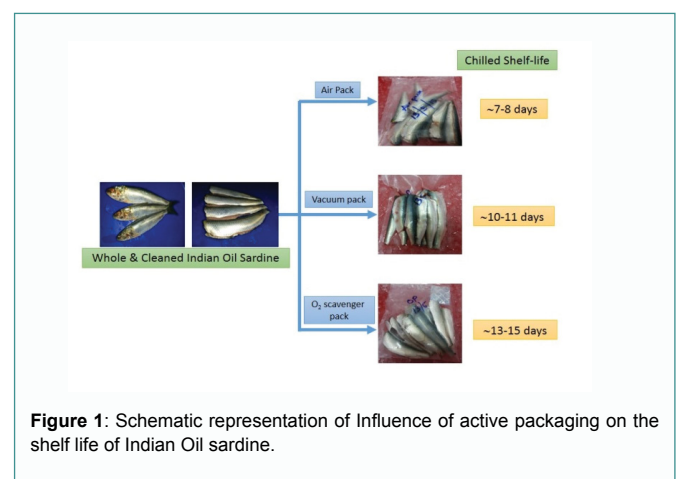 Chilled Shelf-life
Air Pack
~7-8 days
Vacuum pack
~10-11 days
Whole & Cleaned Indian Oil Sardine
O₂ scavenger
pack
~13-15 days
Figure 1: Schematic representation of Influence of active packaging on the
shelf life of Indian Oil sardine.